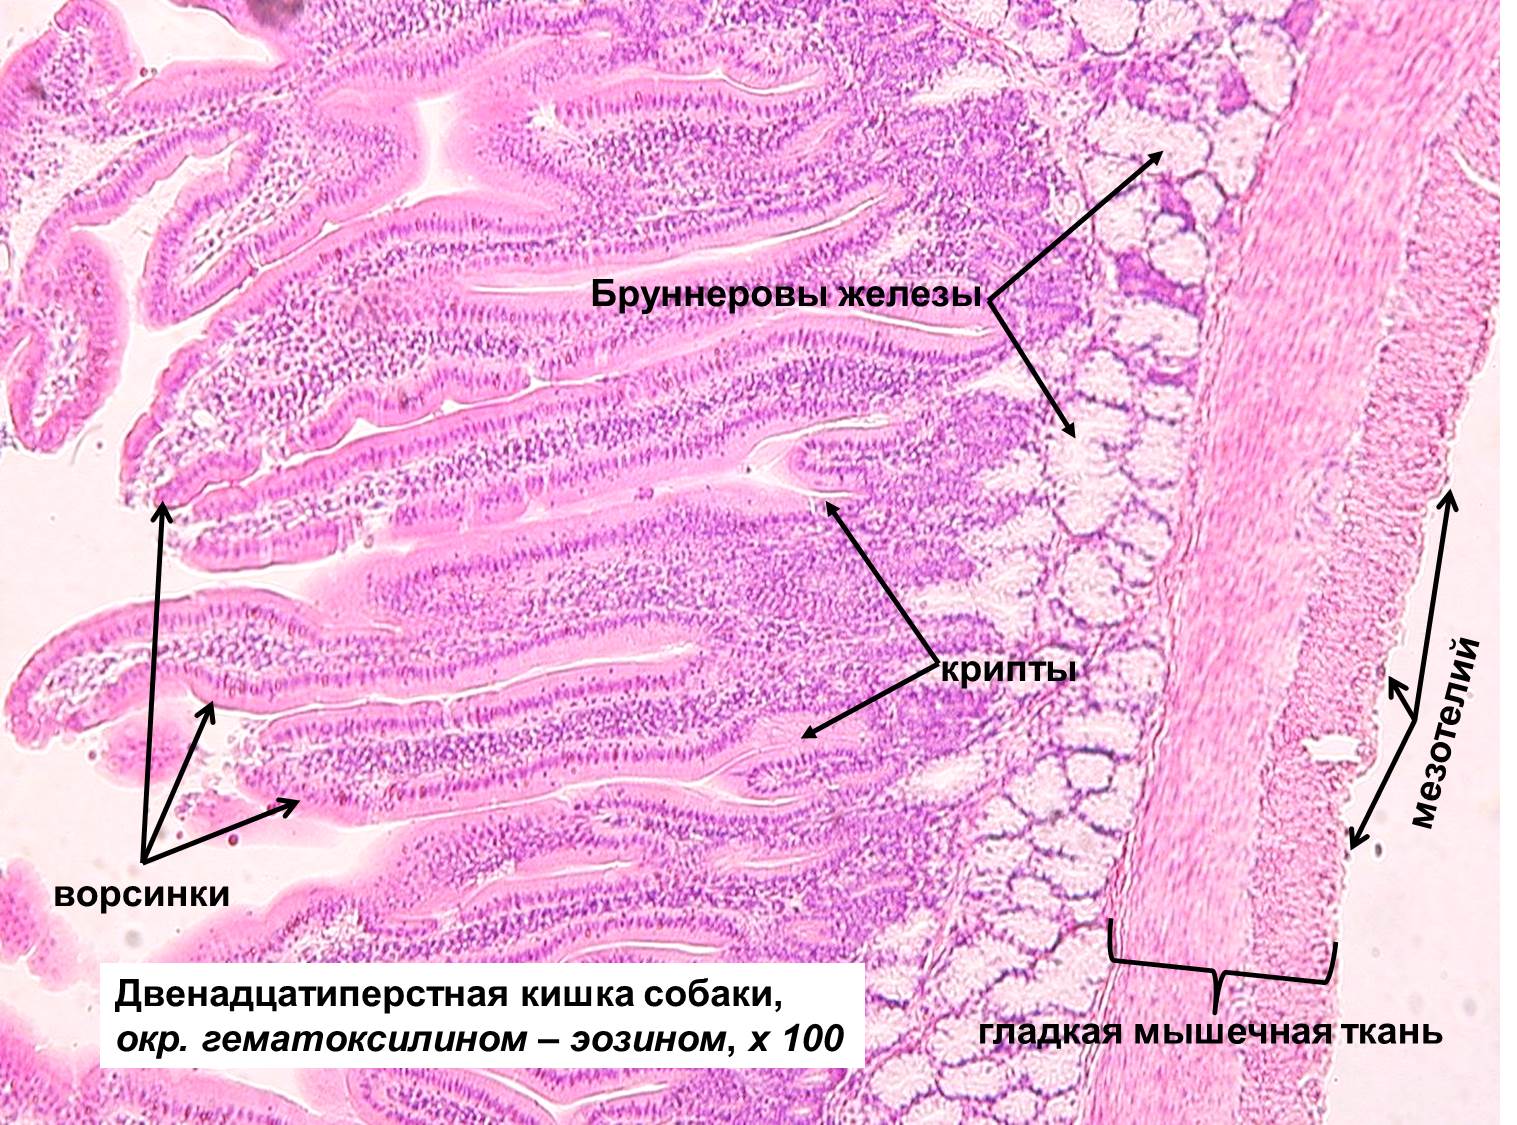 Бруннеровы железы
крипты
мезотелий
ворсинки
Двенадцатиперстная кишка собаки,
окр. гематоксилином – эозином, х 100
гладкая мышечная ткань